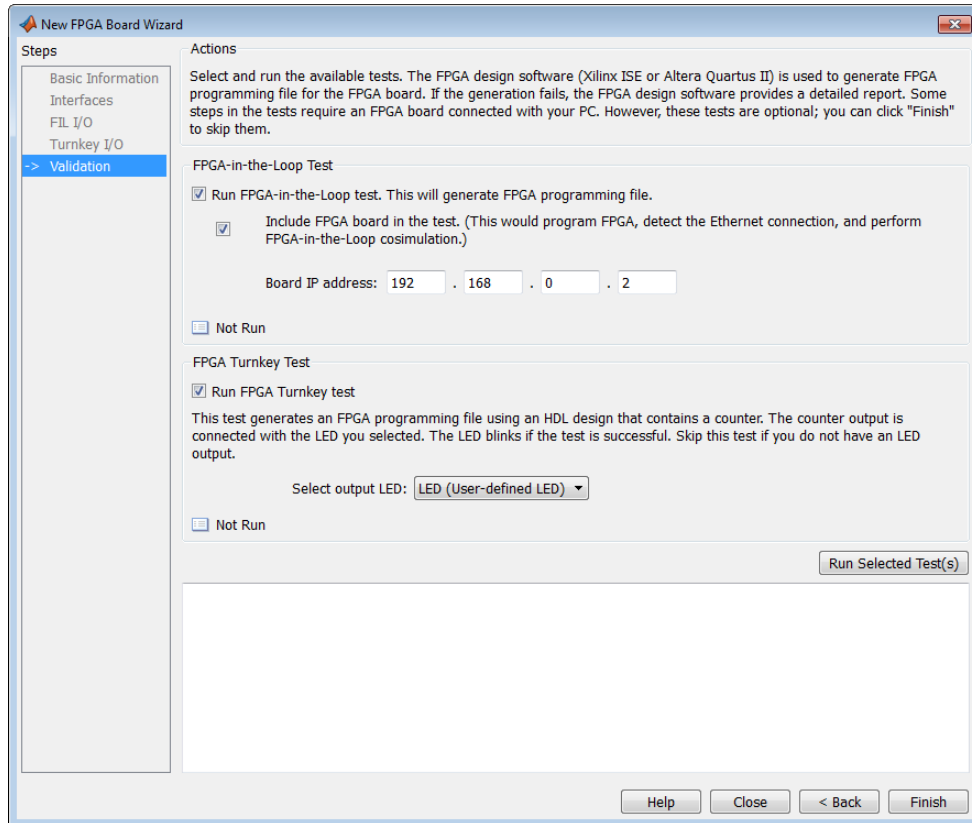 New FPGA Board Wizard
Steps
Basic Information
Interfaces
FIL I/O
Turnkey I/O
-> Validation
Actions
Select and run the available tests. The FPGA design software (Xilinx ISE or Altera Quartus II) is used to generate FPGA
programming file for the FPGA board. If the generation fails, the FPGA design software provides a detailed report. Some
steps in the tests require an FPGA board connected with your PC. However, these tests are optional; you can click "Finish"
to skip them.
FPGA-in-the-Loop Test
Run FPGA-in-the-Loop test. This will generate FPGA programming file.
Include FPGA board in the test. (This would program FPGA, detect the Ethernet connection, and perform
FPGA-in-the-Loop cosimulation.)
Board IP address: 192 . 168 . 0 . 2
Not Run
FPGA Turnkey Test
Run FPGA Turnkey test
This test generates an FPGA programming file using an HDL design that contains a counter. The counter output is
connected with the LED you selected. The LED blinks if the test is successful. Skip this test if you do not have an LED
output.
Select output LED: LED (User-defined LED)
Not Run
Run Selected Test(s)
Help Close < Back Finish